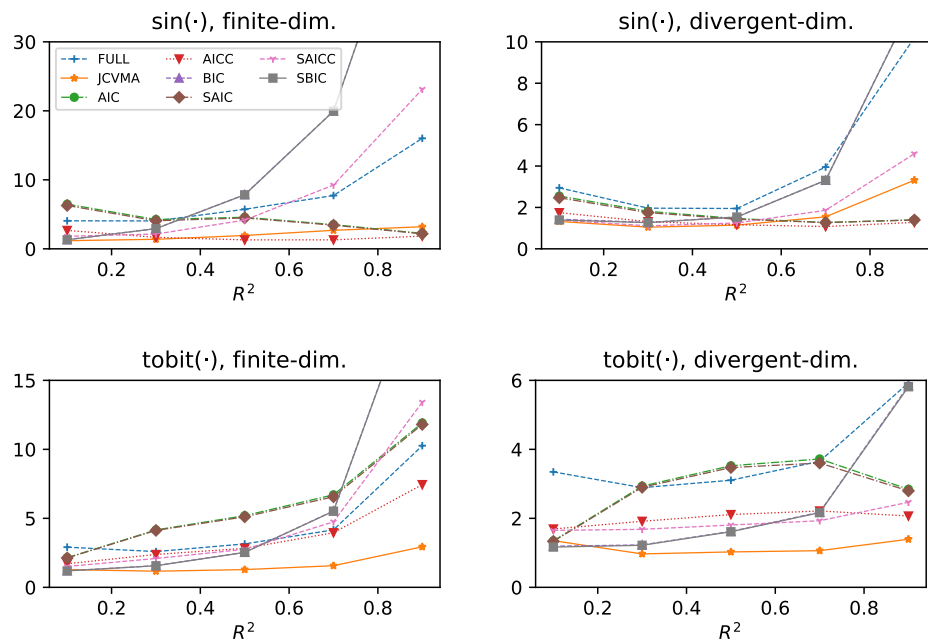 sin(·), finite-dim.
30
20
10
0
FULL
JCVMA
AIC
AICC
BIC
SAIC
SAICC
SBIC
0.2 0.4 0.6 0.8
R²
sin(·), divergent-dim.
10
8
6
4
2
0
0.2 0.4 0.6 0.8
R²
tobit(·), finite-dim.
15
10
5
0
0.2 0.4 0.6 0.8
R²
tobit(·), divergent-dim.
6
4
2
0
0.2 0.4 0.6 0.8
R²